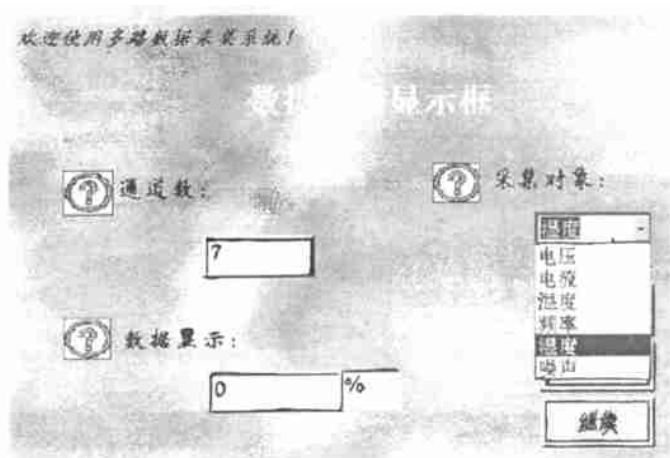 欢迎使用多路数据采集系统!
显示框
通道数:
采集对象:
7
湿度
电压
电流
温度
频率
湿度
噪声
数据显示:
0 %
继续